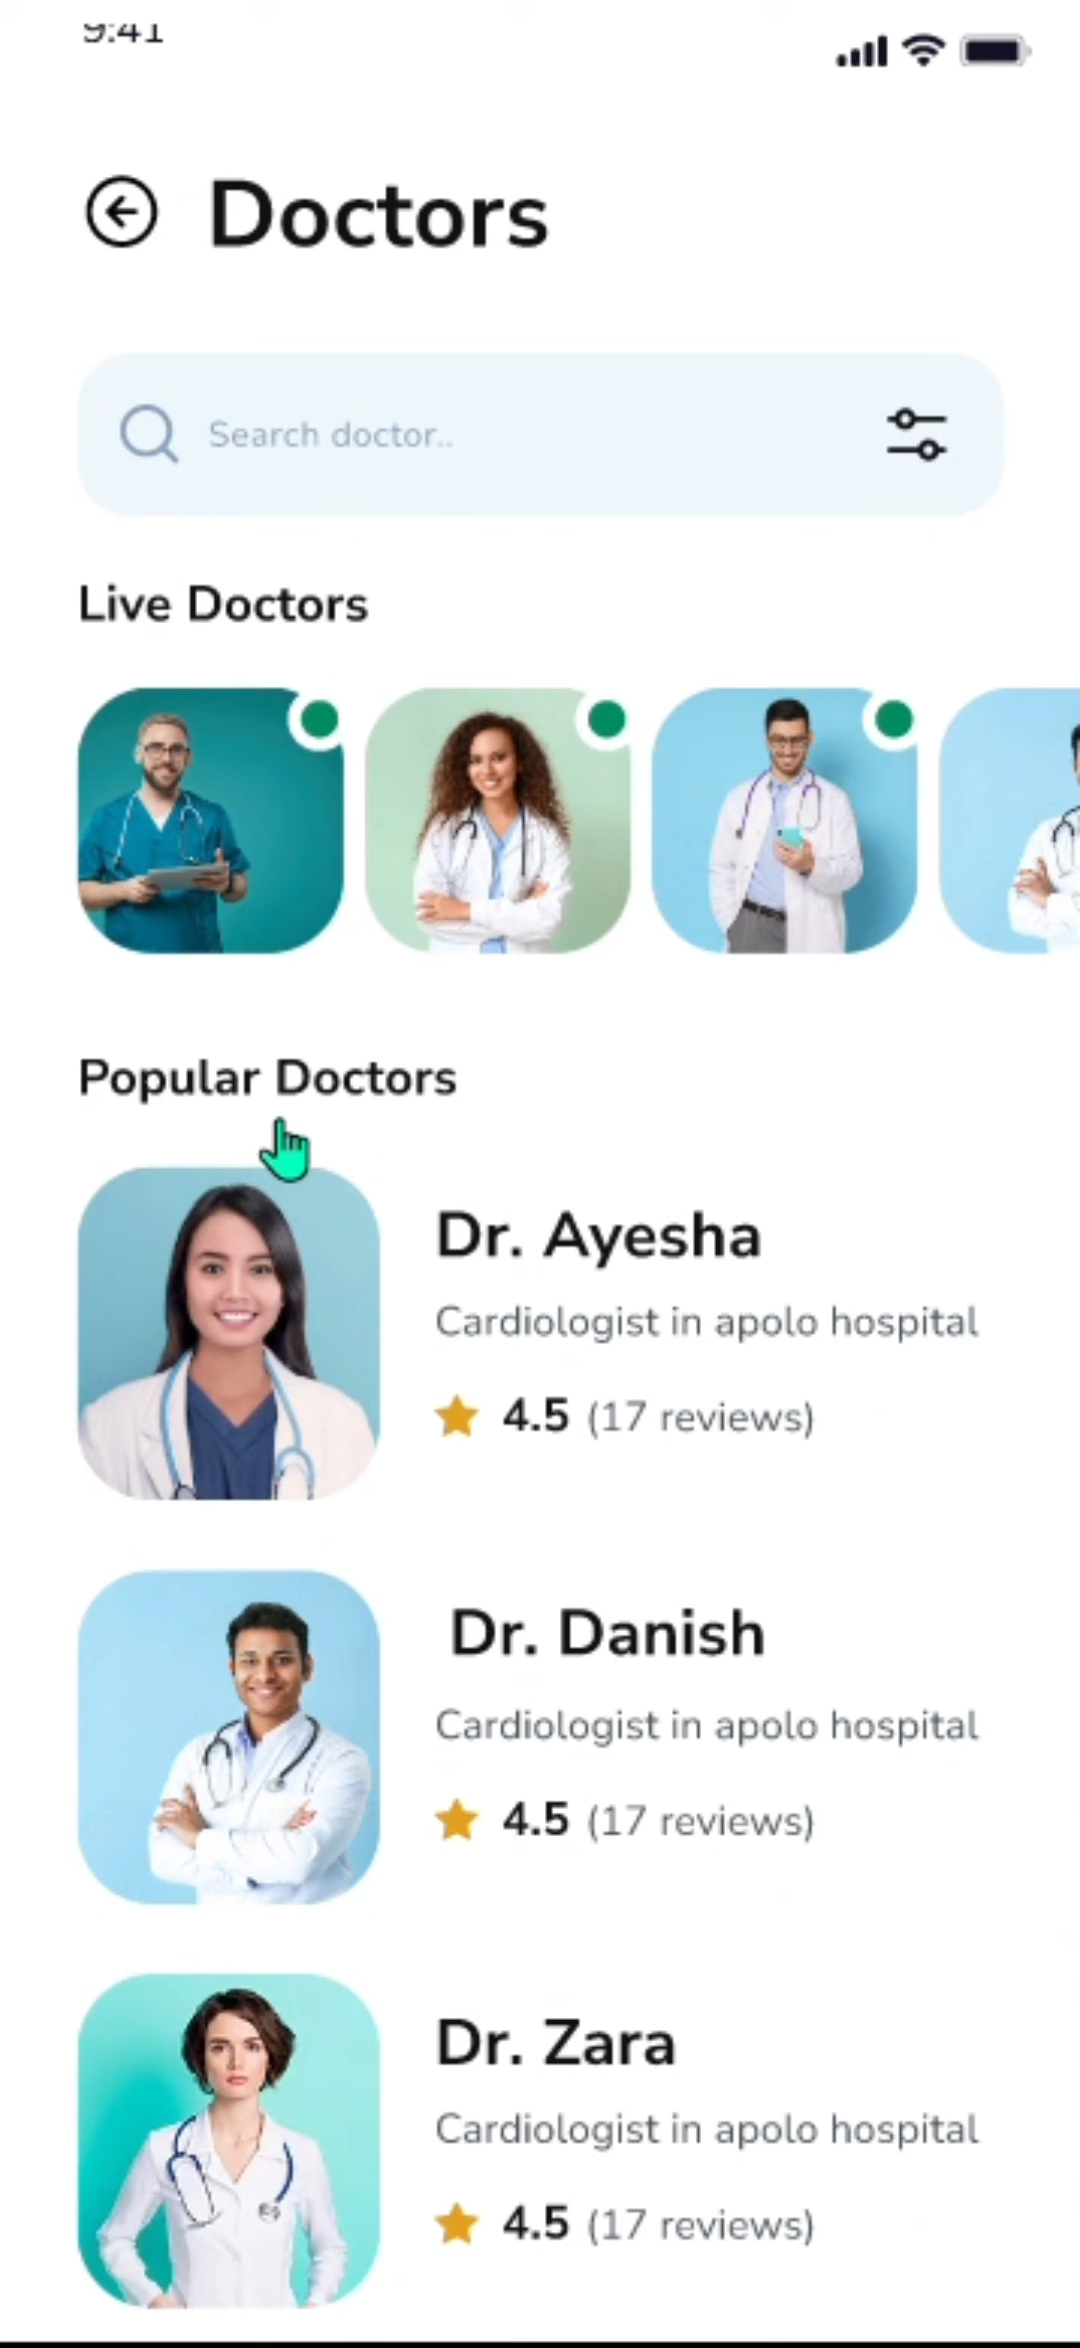 9:41
Doctors
Search doctor..
Live Doctors
Popular Doctors
Dr. Ayesha
Cardiologist in apolo hospital
4.5 (17 reviews)
Dr. Danish
Cardiologist in apolo hospital
4.5 (17 reviews)
Dr. Zara
Cardiologist in apolo hospital
4.5 (17 reviews)